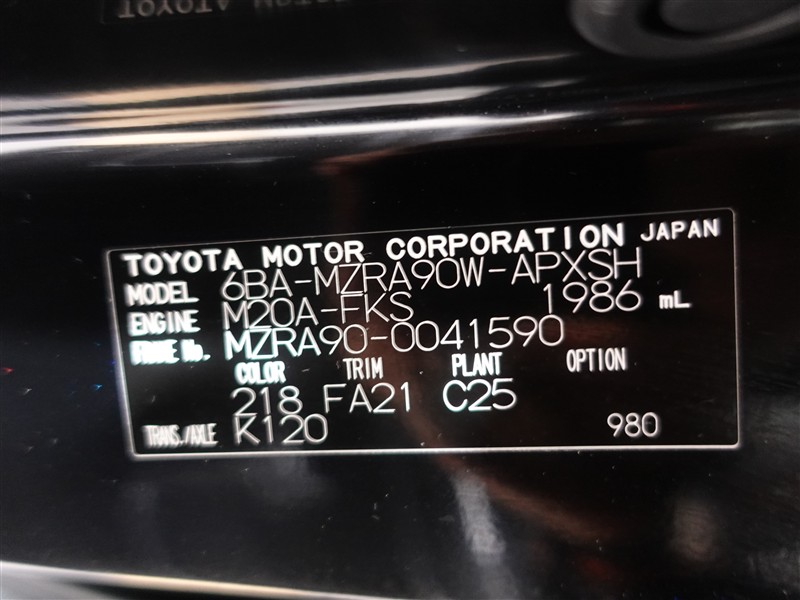 TOYOTA MOTOR CORPORATION JAPAN
MODEL 6BA-MZRA90W-APXSH
ENGINE M20A-FKS 1986 mL
FRAME No. MZRA90-0041590
COLOR TRIM PLANT OPTION
218 FA21 C25
TRANS./AXLE K120 980